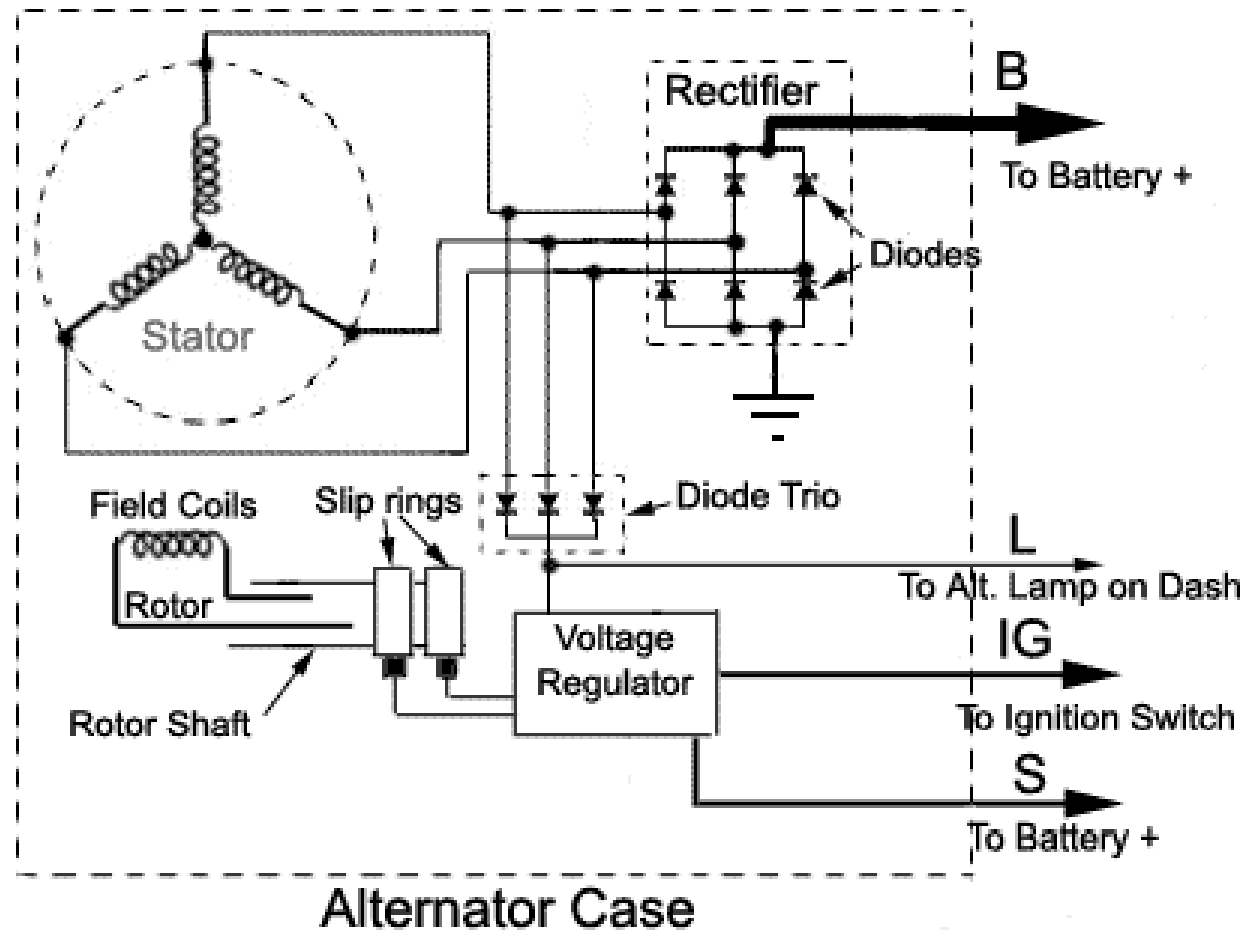 Rectifier
B
To Battery +
Diodes
Stator
Field Coils
Slip rings
Diode Trio
L
To Alt. Lamp on Dash
Rotor
Voltage
Regulator
IG
To Ignition Switch
Rotor Shaft
S
To Battery +
Alternator Case